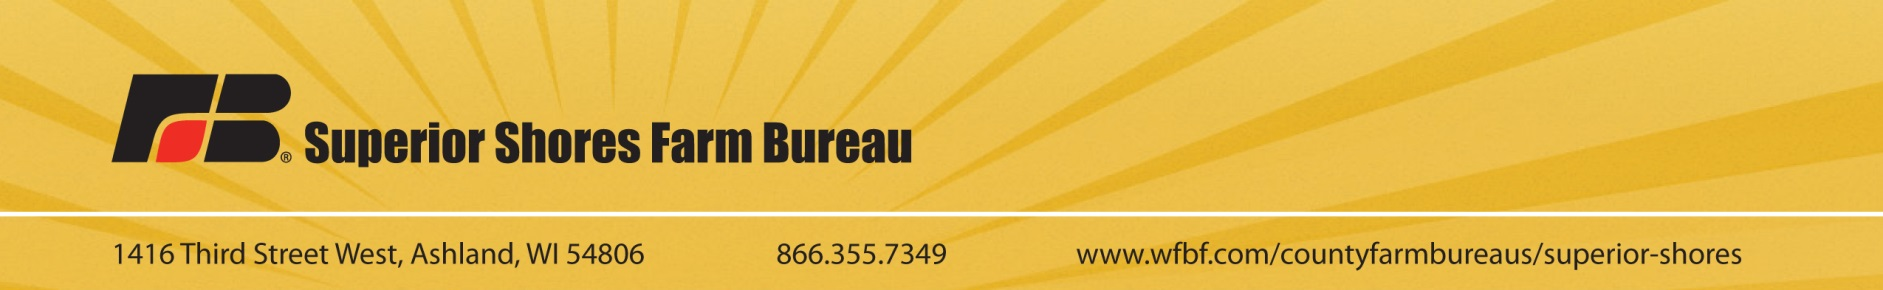 FB® Superior Shores Farm Bureau
1416 Third Street West, Ashland, WI 54806 866.355.7349 www.wfbf.com/countyfarmbureaus/superior-shores